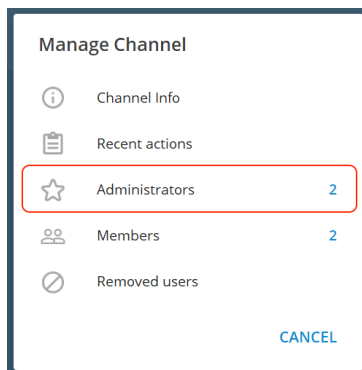 Manage Channel
Channel Info
Recent actions
Administrators 2
Members 2
Removed users
CANCEL